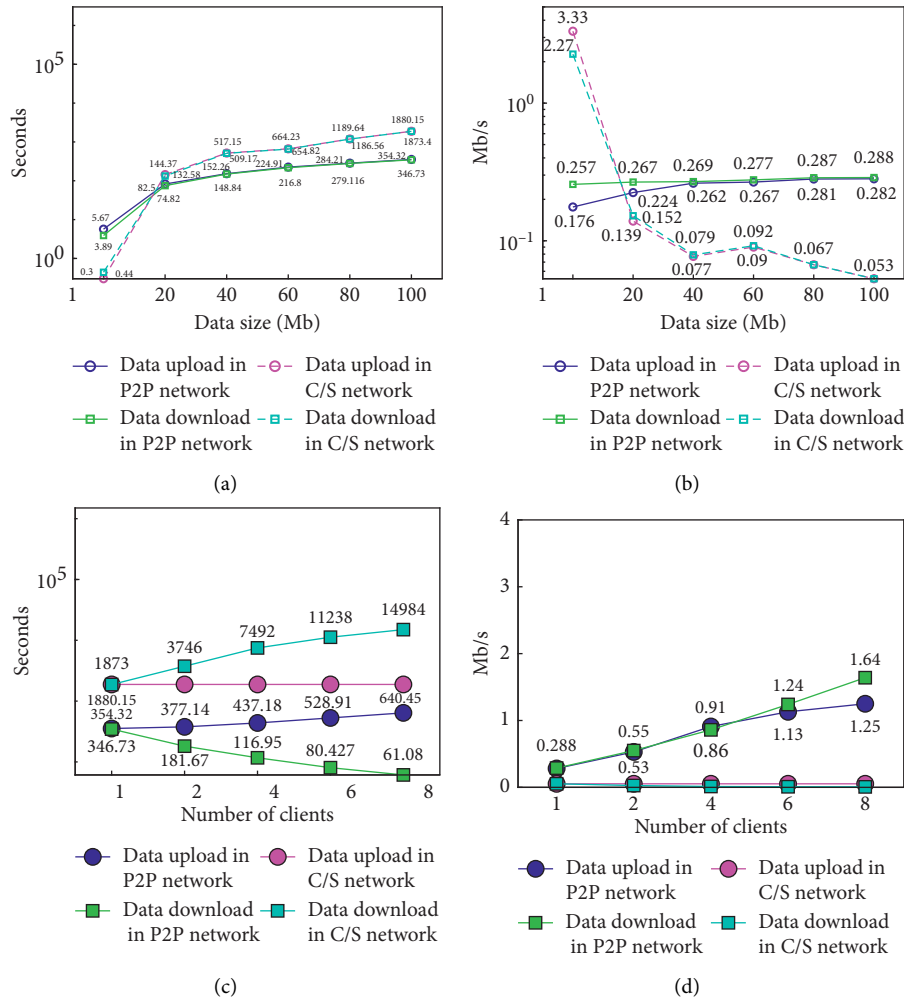 Seconds
10^5
10^0
5.67
3.89
0.3
0.44
144.37
132.58
82.5
74.82
517.15
509.17
152.26
148.84
664.23
654.82
224.91
216.8
1189.64
1186.56
284.21
279.116
1880.15
1873.4
354.32
346.73
1 20 40 60 80 100
Data size (Mb)
Data upload in
P2P network
Data upload in
C/S network
Data download
in P2P network
Data download
in C/S network
(a)
Mb/s
10^0
10^-1
3.33
2.27
0.257
0.176
0.267
0.224
0.152
0.139
0.269
0.262
0.079
0.077
0.277
0.267
0.092
0.09
0.287
0.281
0.067
0.288
0.282
0.053
1 20 40 60 80 100
Data size (Mb)
Data upload in
P2P network
Data upload in
C/S network
Data download
in P2P network
Data download
in C/S network
(b)
Seconds
10^5
1873
3746
7492
11238
14984
1880.15
354.32
377.14
437.18
528.91
640.45
346.73
181.67
116.95
80.427
61.08
1 2 4 6 8
Number of clients
Data upload in
P2P network
Data upload in
C/S network
Data download
in P2P network
Data download
in C/S network
(c)
Mb/s
4
3
2
1
0
0.288
0.55
0.53
0.91
0.86
1.24
1.13
1.64
1.25
1 2 4 6 8
Number of clients
Data upload in
P2P network
Data upload in
C/S network
Data download
in P2P network
Data download
in C/S network
(d)